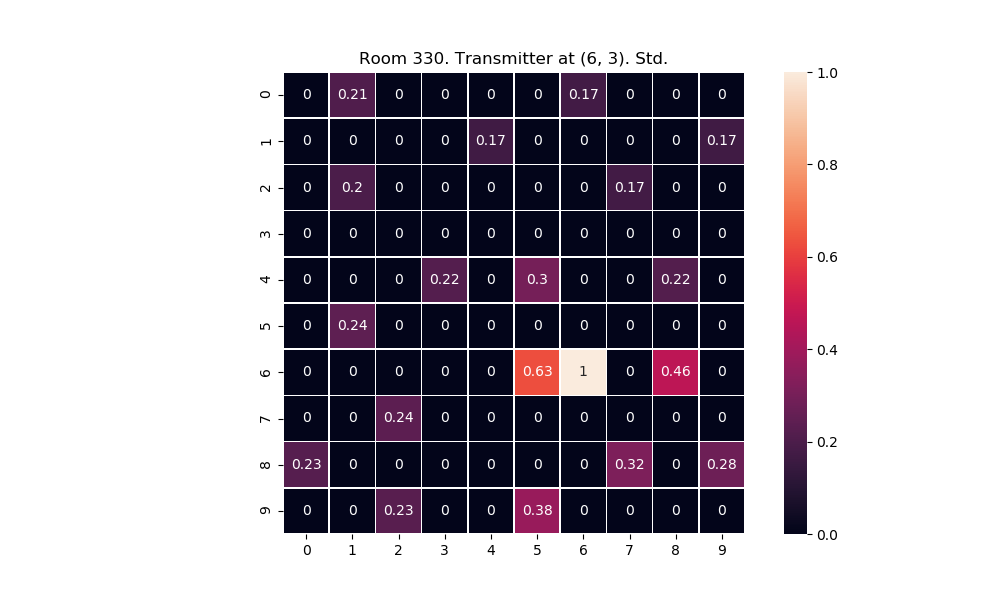 Room 330. Transmitter at (6, 3). Std.
0 0 0.21 0 0 0 0 0.17 0 0 0
1 0 0 0 0 0.17 0 0 0 0 0.17
2 0 0.2 0 0 0 0 0 0.17 0 0
3 0 0 0 0 0 0 0 0 0 0
4 0 0 0 0.22 0 0.3 0 0 0.22 0
5 0 0.24 0 0 0 0 0 0 0 0
6 0 0 0 0 0 0.63 1 0 0.46 0
7 0 0 0.24 0 0 0 0 0 0 0
8 0.23 0 0 0 0 0 0 0.32 0 0.28
9 0 0 0.23 0 0 0.38 0 0 0 0
0 1 2 3 4 5 6 7 8 9
1.0
0.8
0.6
0.4
0.2
0.0